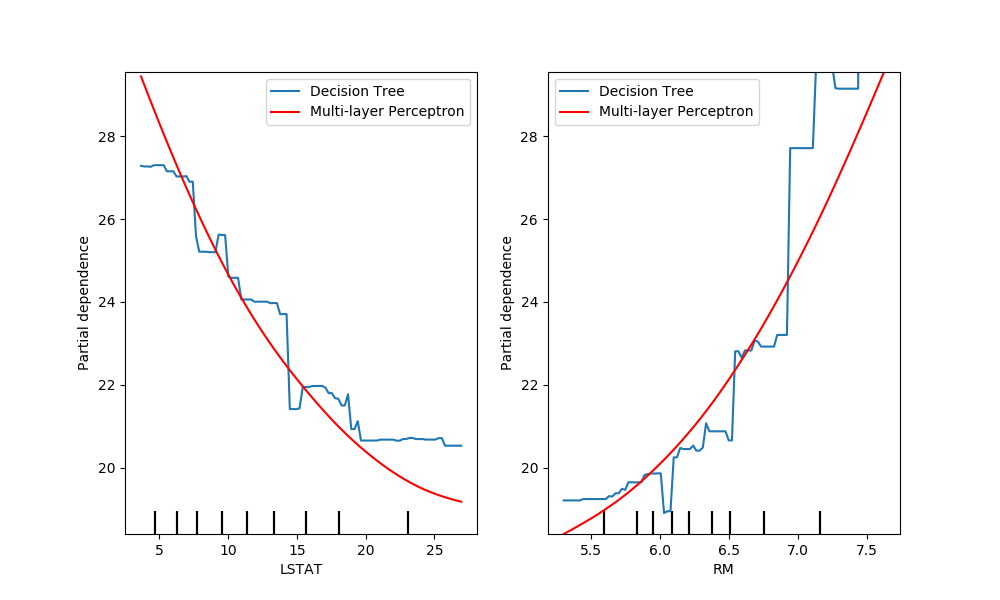 Decision Tree
Multi-layer Perceptron
28
26
24
22
20
Partial dependence
5
10
15
20
25
LSTAT
Decision Tree
Multi-layer Perceptron
28
26
24
22
20
Partial dependence
5.5
6.0
6.5
7.0
7.5
RM